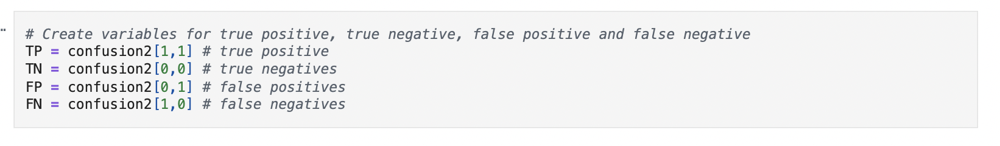 # Create variables for true positive, true negative, false positive and false negative
TP = confusion2[1,1] # true positive
TN = confusion2[0,0] # true negatives
FP = confusion2[0,1] # false positives
FN = confusion2[1,0] # false negatives